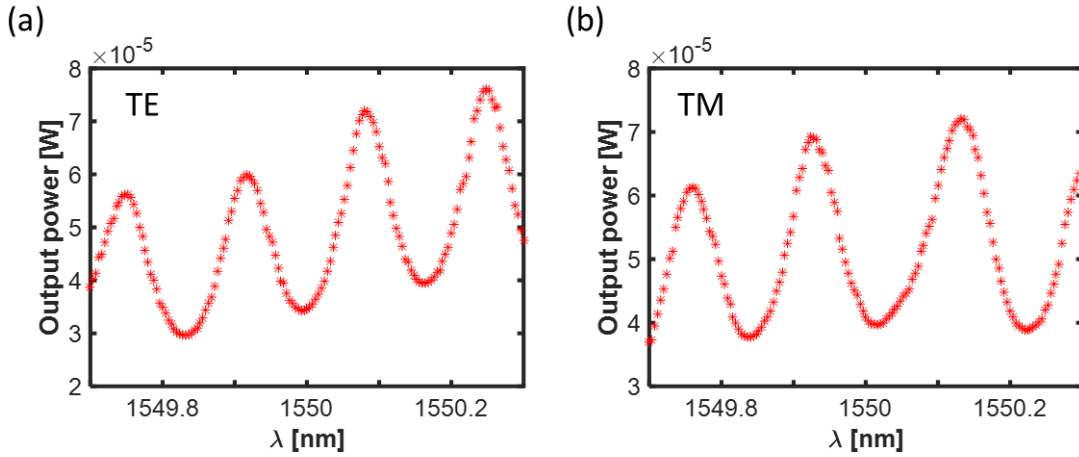 (a)
×10⁻⁵
TE
Output power [W]
8
7
6
5
4
3
2
1549.8
1550
1550.2
λ [nm]
(b)
×10⁻⁵
TM
Output power [W]
8
7
6
5
4
3
1549.8
1550
1550.2
λ [nm]